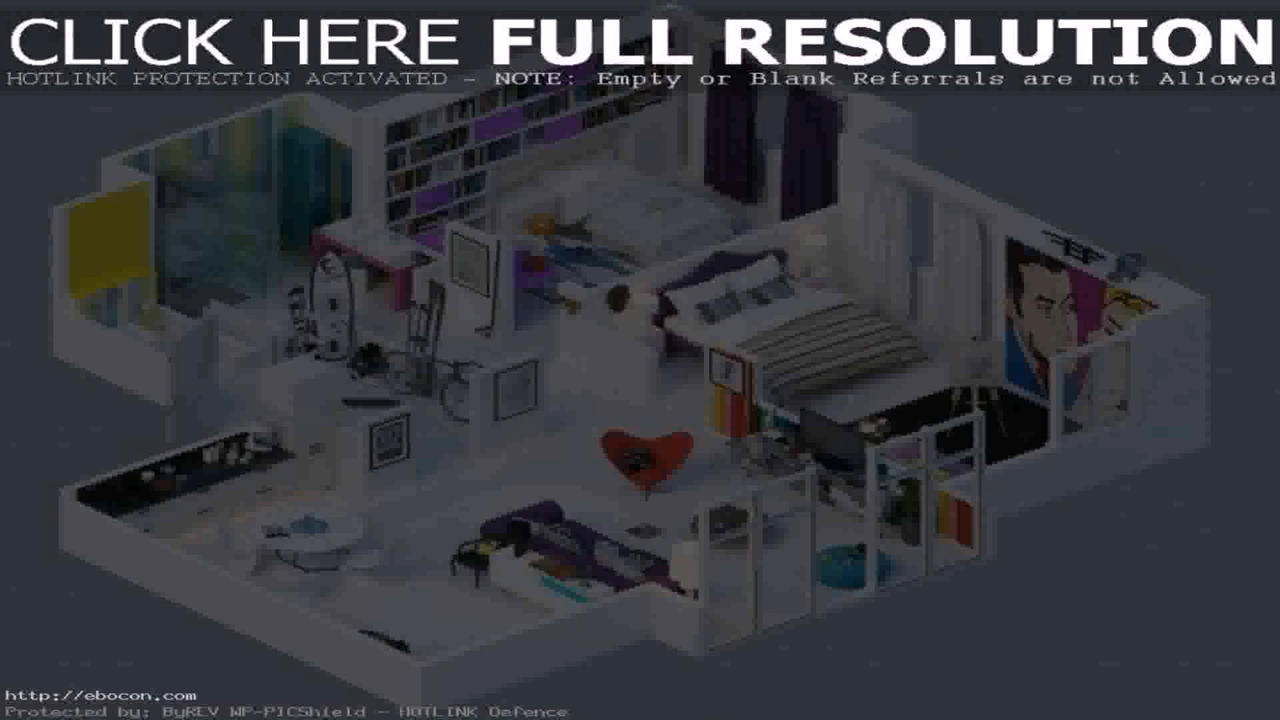 CLICK HERE FULL RESOLUTION
HOTLINK PROTECTION ACTIVATED - NOTE: Empty or Blank Referrals are not Allowed
http://ebocon.com
Protected by: ByREV WP-PICShield - HOTLINK Defence